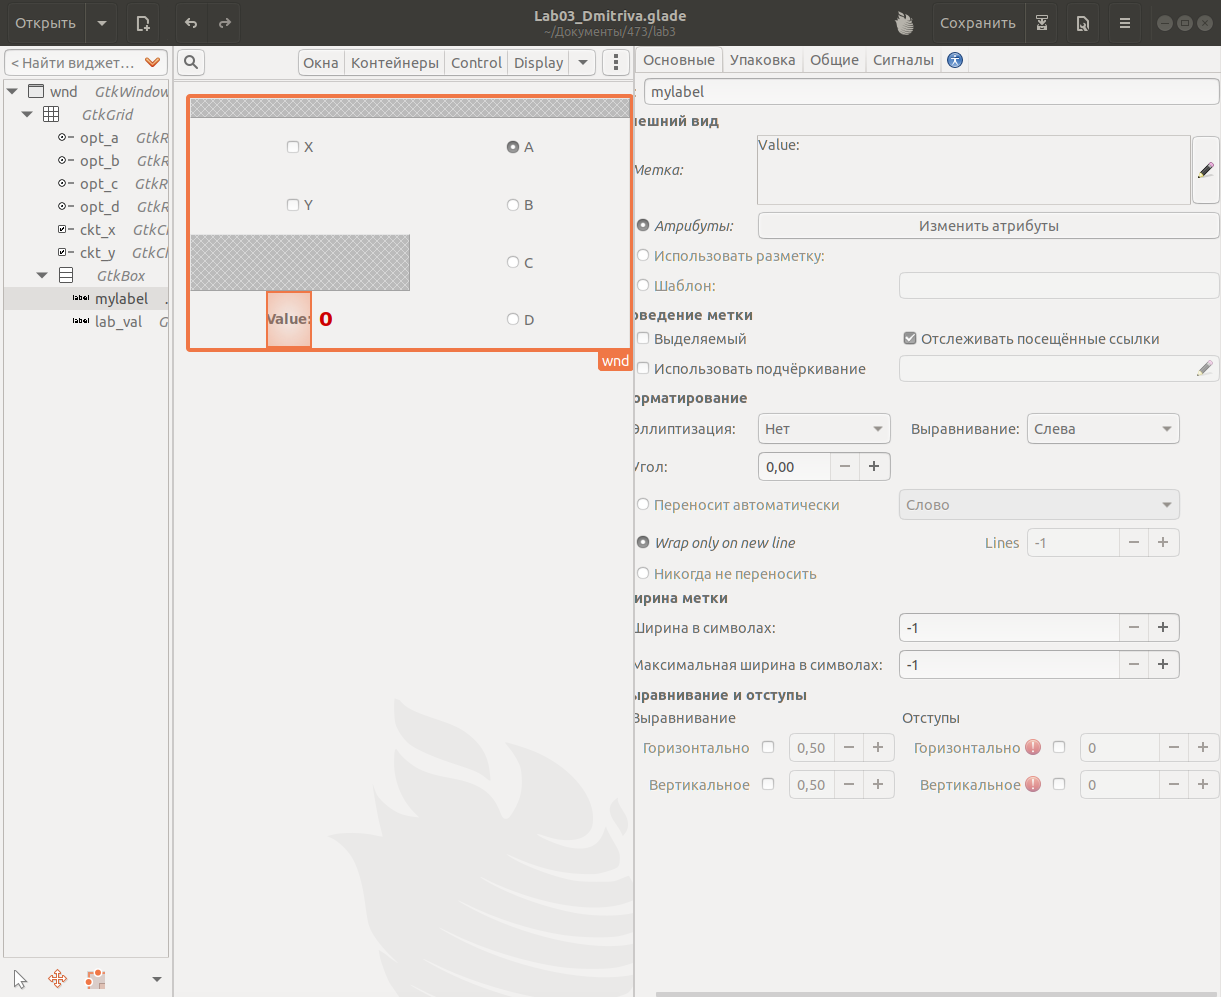 Открыть
Lab03_Dmitriva.glade
~/Документы/473/lab3
Сохранить
< Найти виджет…
Окна Контейнеры Control Display
Основные Упаковка Общие Сигналы
wnd GtkWindow
GtkGrid
opt_a GtkR
opt_b GtkR
opt_c GtkR
opt_d GtkR
ckt_x GtkC
ckt_y GtkC
GtkBox
mylabel .
lab_val G
X A
Y B
C
Value: 0 D
wnd
: mylabel
нешний вид
Метка: Value:
Атрибуты: Изменить атрибуты
Использовать разметку:
Шаблон:
оведение метки
Выделяемый Отслеживать посещённые ссылки
Использовать подчёркивание
орматирование
Эллиптизация: Нет Выравнивание: Слева
Угол: 0,00 − +
Переносит автоматически Слово
Wrap only on new line Lines -1 − +
Никогда не переносить
ирина метки
Ширина в символах: -1 − +
Максимальная ширина в символах: -1 − +
ыравнивание и отступы
Выравнивание Отступы
Горизонтально 0,50 − + Горизонтально ! 0 − +
Вертикальное 0,50 − + Вертикальное ! 0 − +